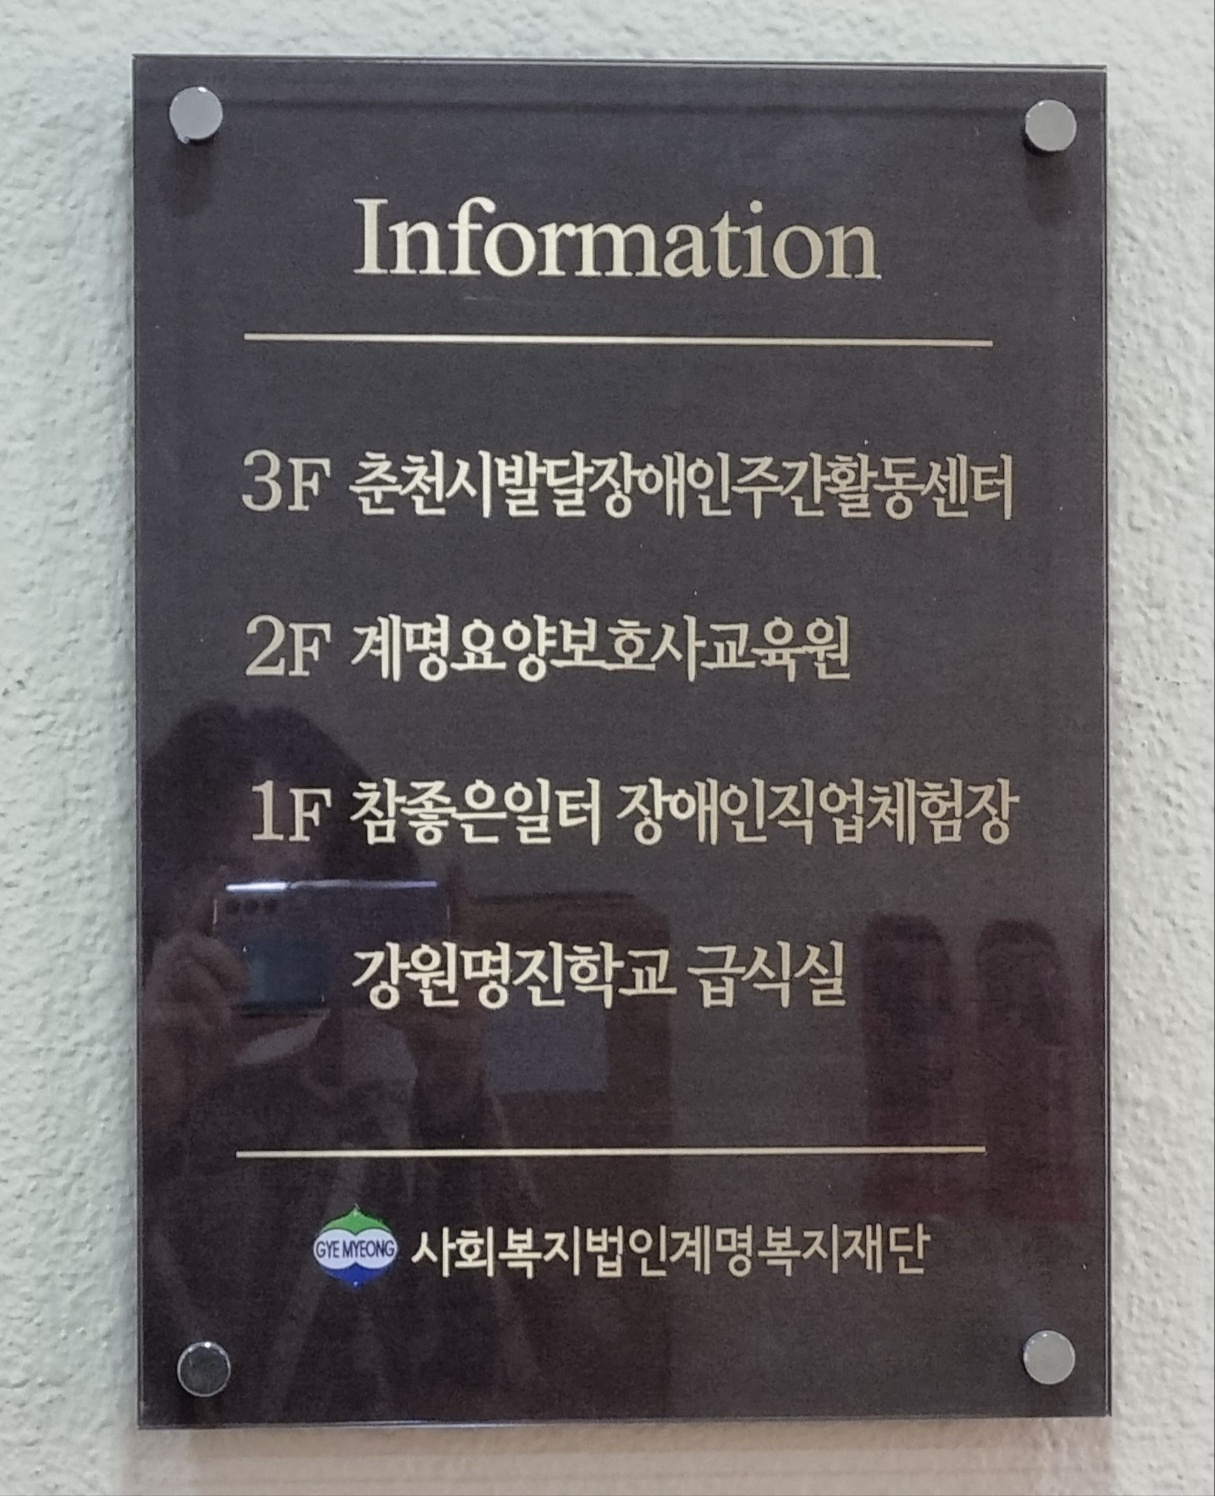 Information
3F 춘천시발달장애인주간활동센터
2F 계명요양보호사교육원
1F 참좋은일터 장애인직업체험장
강원명진학교 급식실
GYE MYEONG 사회복지법인계명복지재단